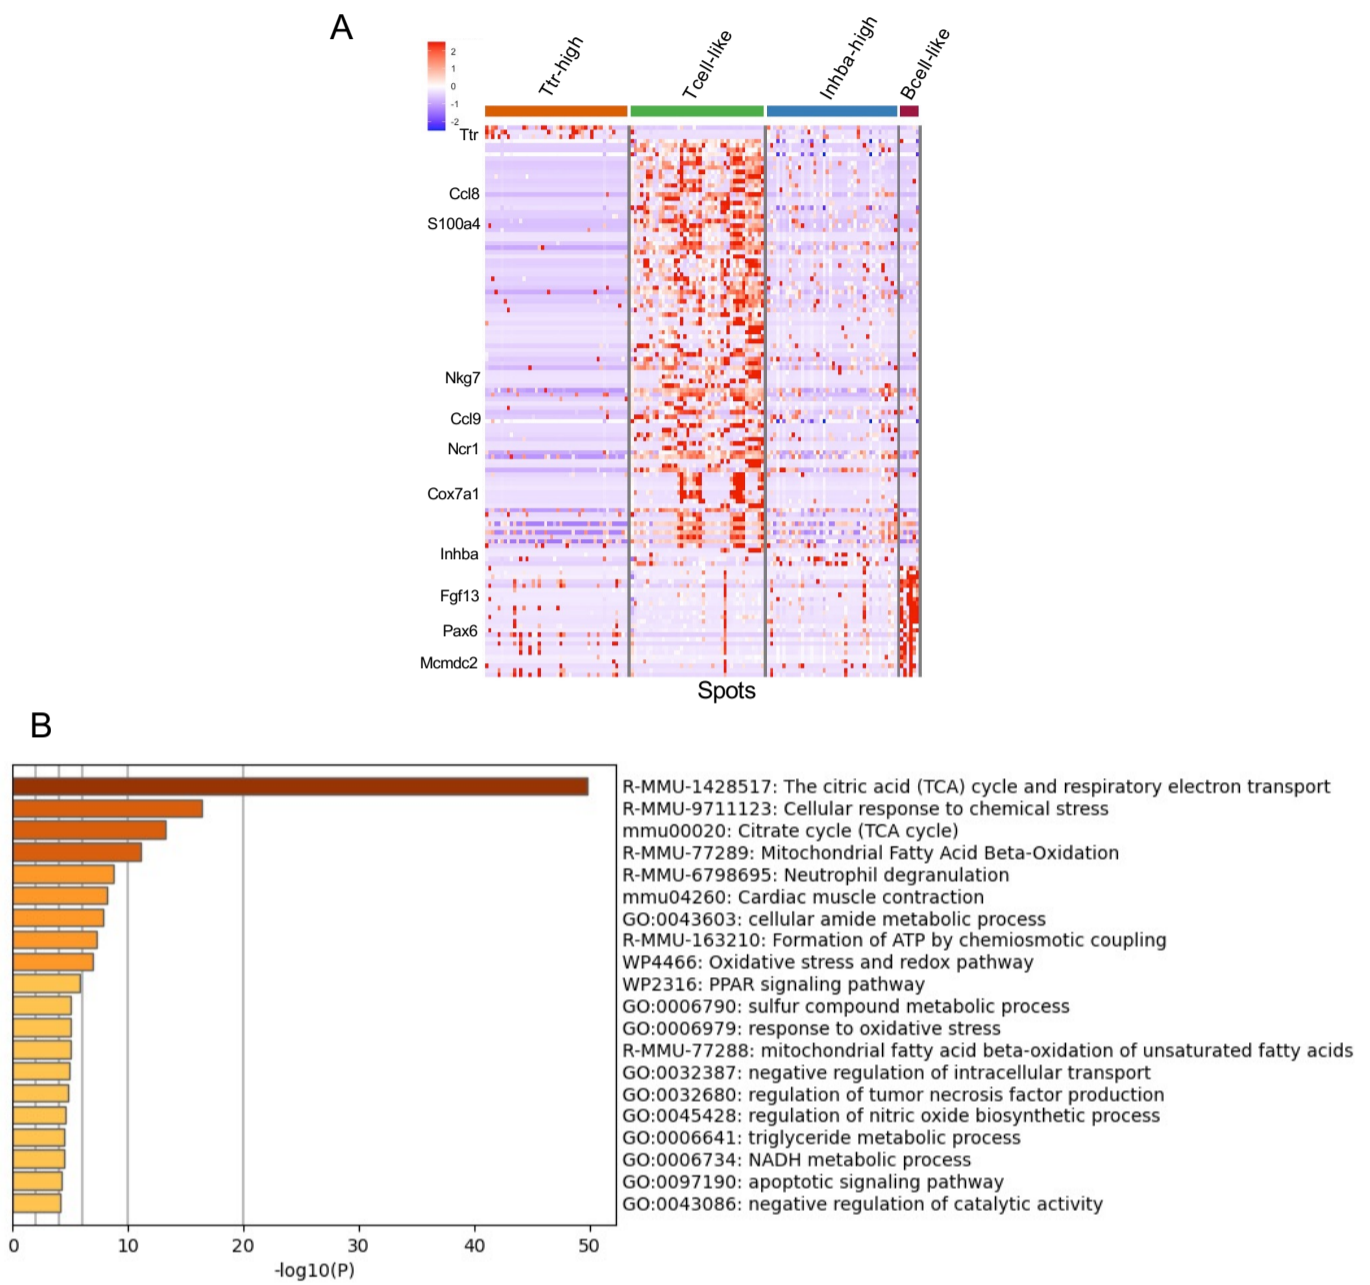 A
Ttr-high
Tcell-like
Inhba-high
Bcell-like
2
1
0
-1
-2
Ttr
Ccl8
S100a4
Nkg7
Ccl9
Ncr1
Cox7a1
Inhba
Fgf13
Pax6
Mcmdc2
Spots
B
R-MMU-1428517: The citric acid (TCA) cycle and respiratory electron transport
R-MMU-9711123: Cellular response to chemical stress
mmu00020: Citrate cycle (TCA cycle)
R-MMU-77289: Mitochondrial Fatty Acid Beta-Oxidation
R-MMU-6798695: Neutrophil degranulation
mmu04260: Cardiac muscle contraction
GO:0043603: cellular amide metabolic process
R-MMU-163210: Formation of ATP by chemiosmotic coupling
WP4466: Oxidative stress and redox pathway
WP2316: PPAR signaling pathway
GO:0006790: sulfur compound metabolic process
GO:0006979: response to oxidative stress
R-MMU-77288: mitochondrial fatty acid beta-oxidation of unsaturated fatty acids
GO:0032387: negative regulation of intracellular transport
GO:0032680: regulation of tumor necrosis factor production
GO:0045428: regulation of nitric oxide biosynthetic process
GO:0006641: triglyceride metabolic process
GO:0006734: NADH metabolic process
GO:0097190: apoptotic signaling pathway
GO:0043086: negative regulation of catalytic activity
0 10 20 30 40 50
-log10(P)